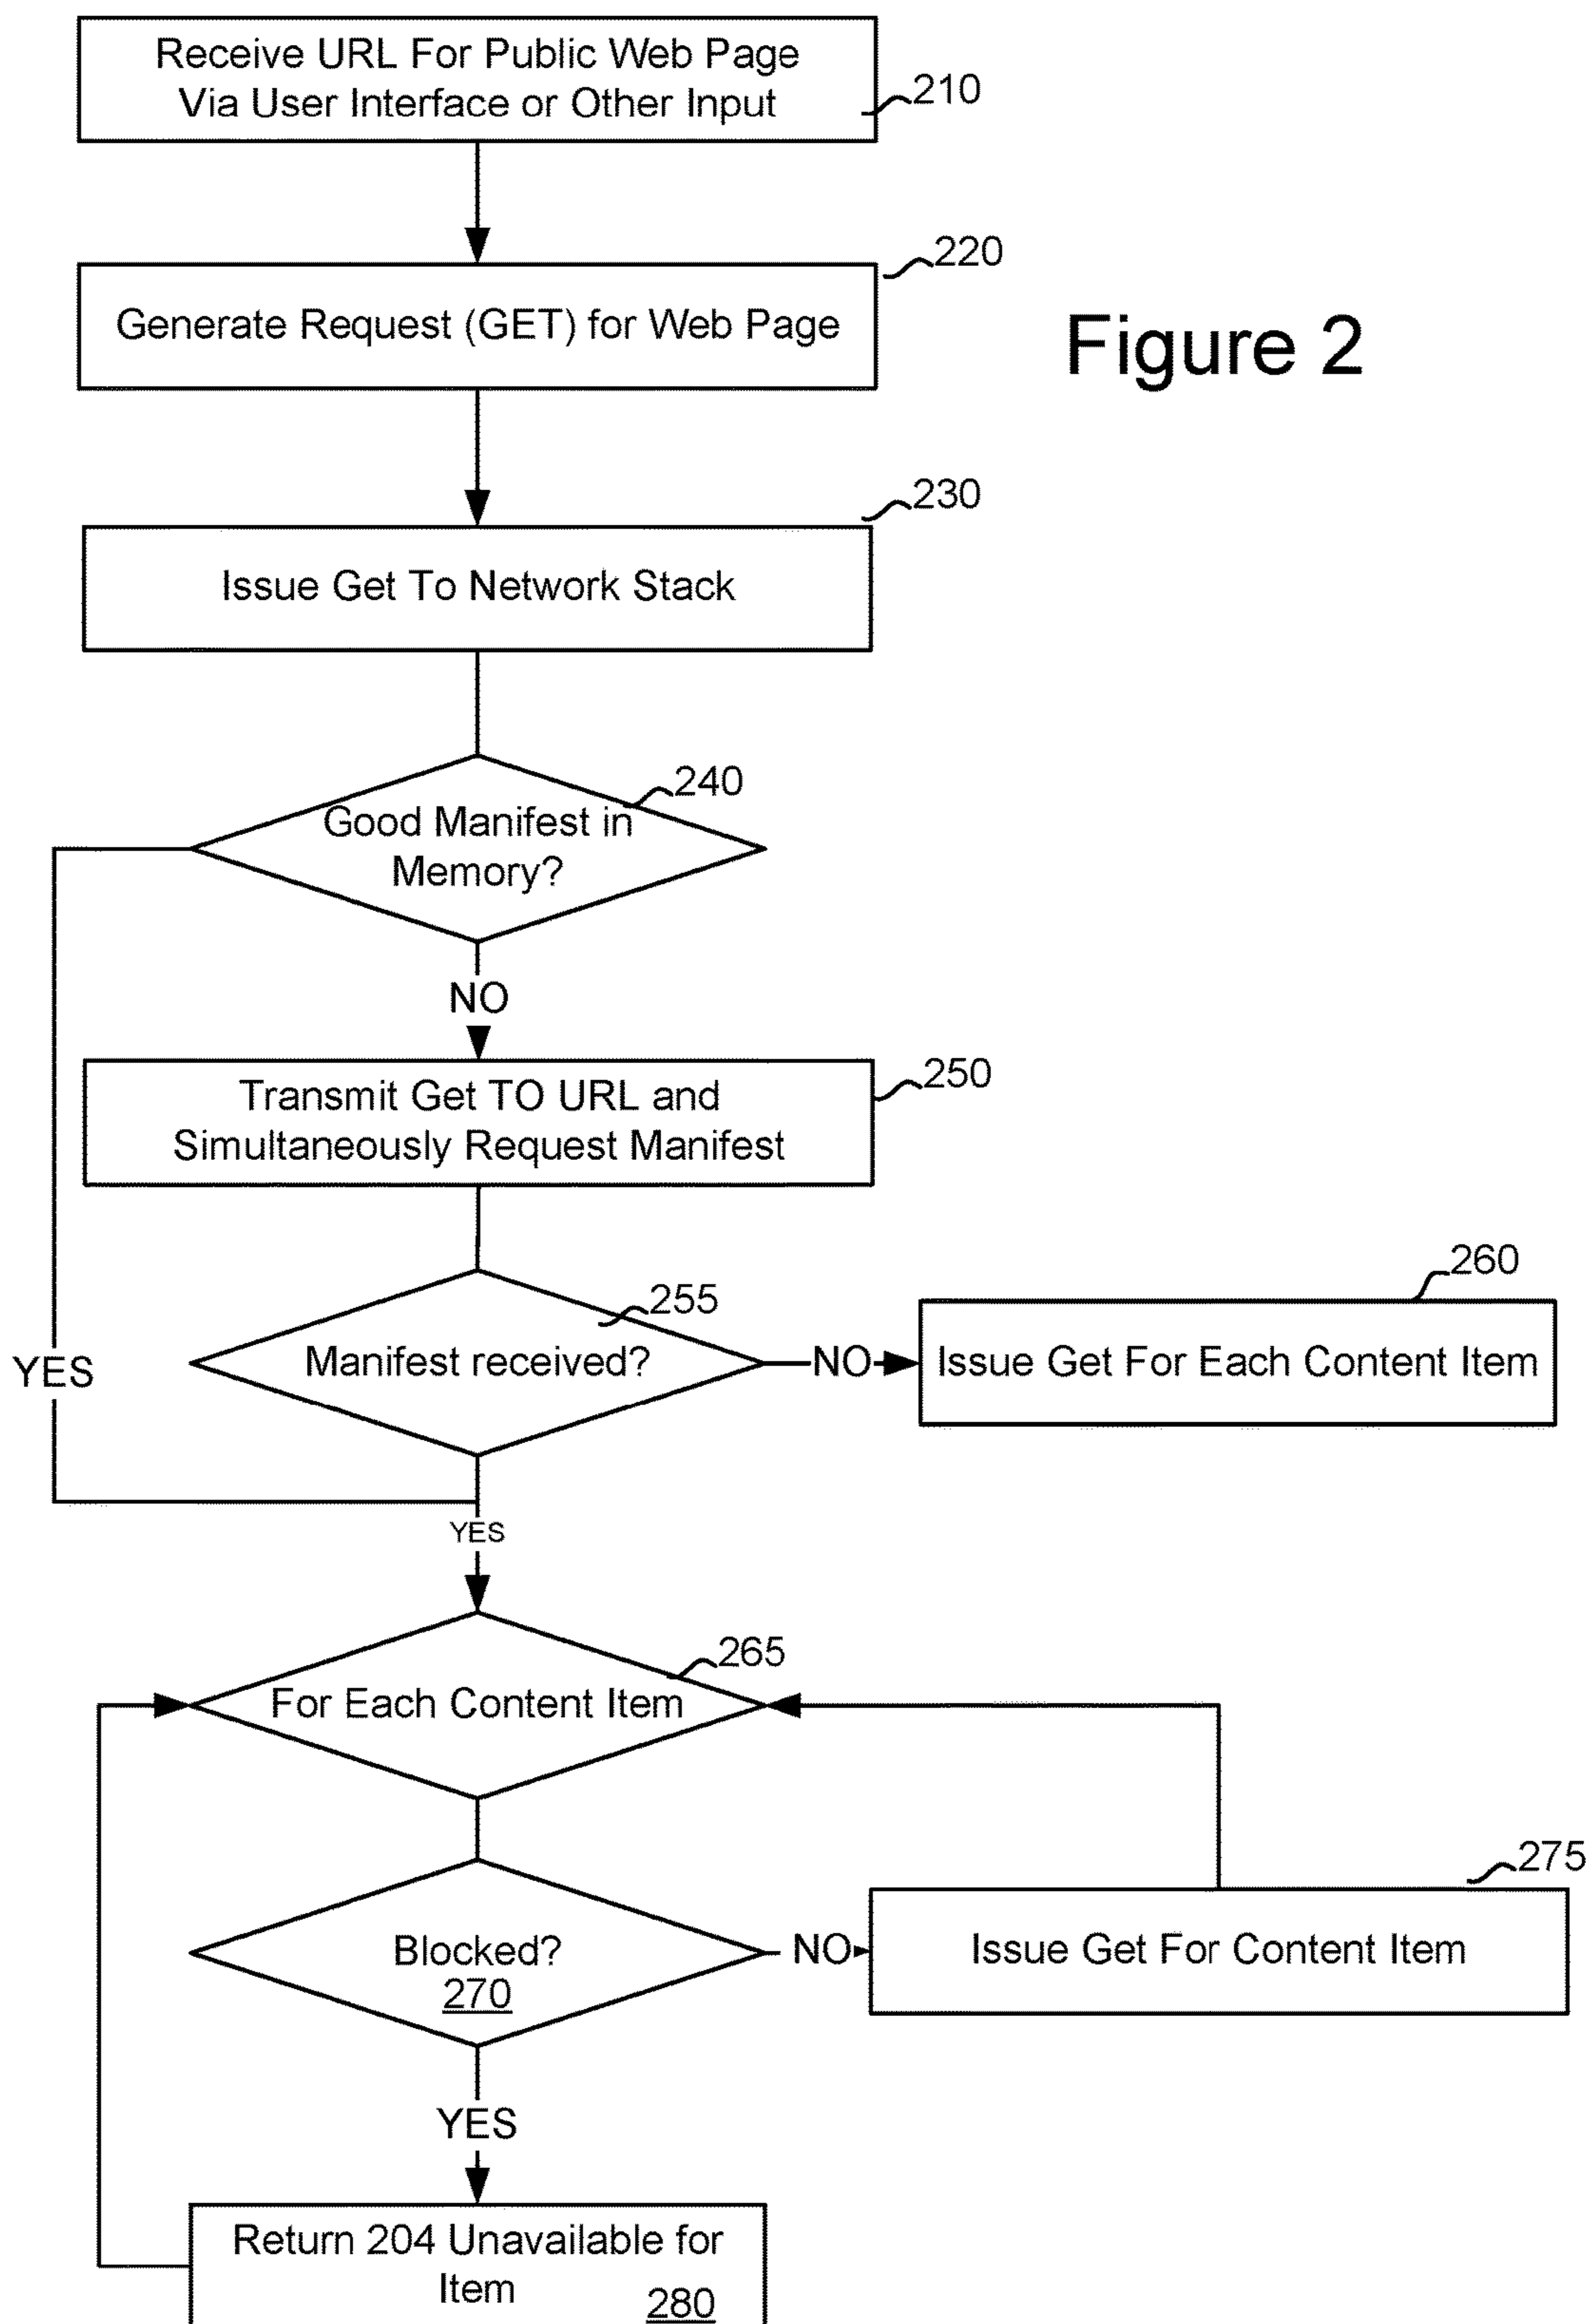 Receive URL For Public Web Page
Via User Interface or Other Input
210
220
Generate Request (GET) for Web Page
Figure 2
230
Issue Get To Network Stack
240
Good Manifest in
Memory?
NO
250
Transmit Get TO URL and
Simultaneously Request Manifest
255
260
Manifest received?
NO
Issue Get For Each Content Item
YES
YES
265
For Each Content Item
275
Blocked?
270
NO
Issue Get For Content Item
YES
Return 204 Unavailable for
Item
280